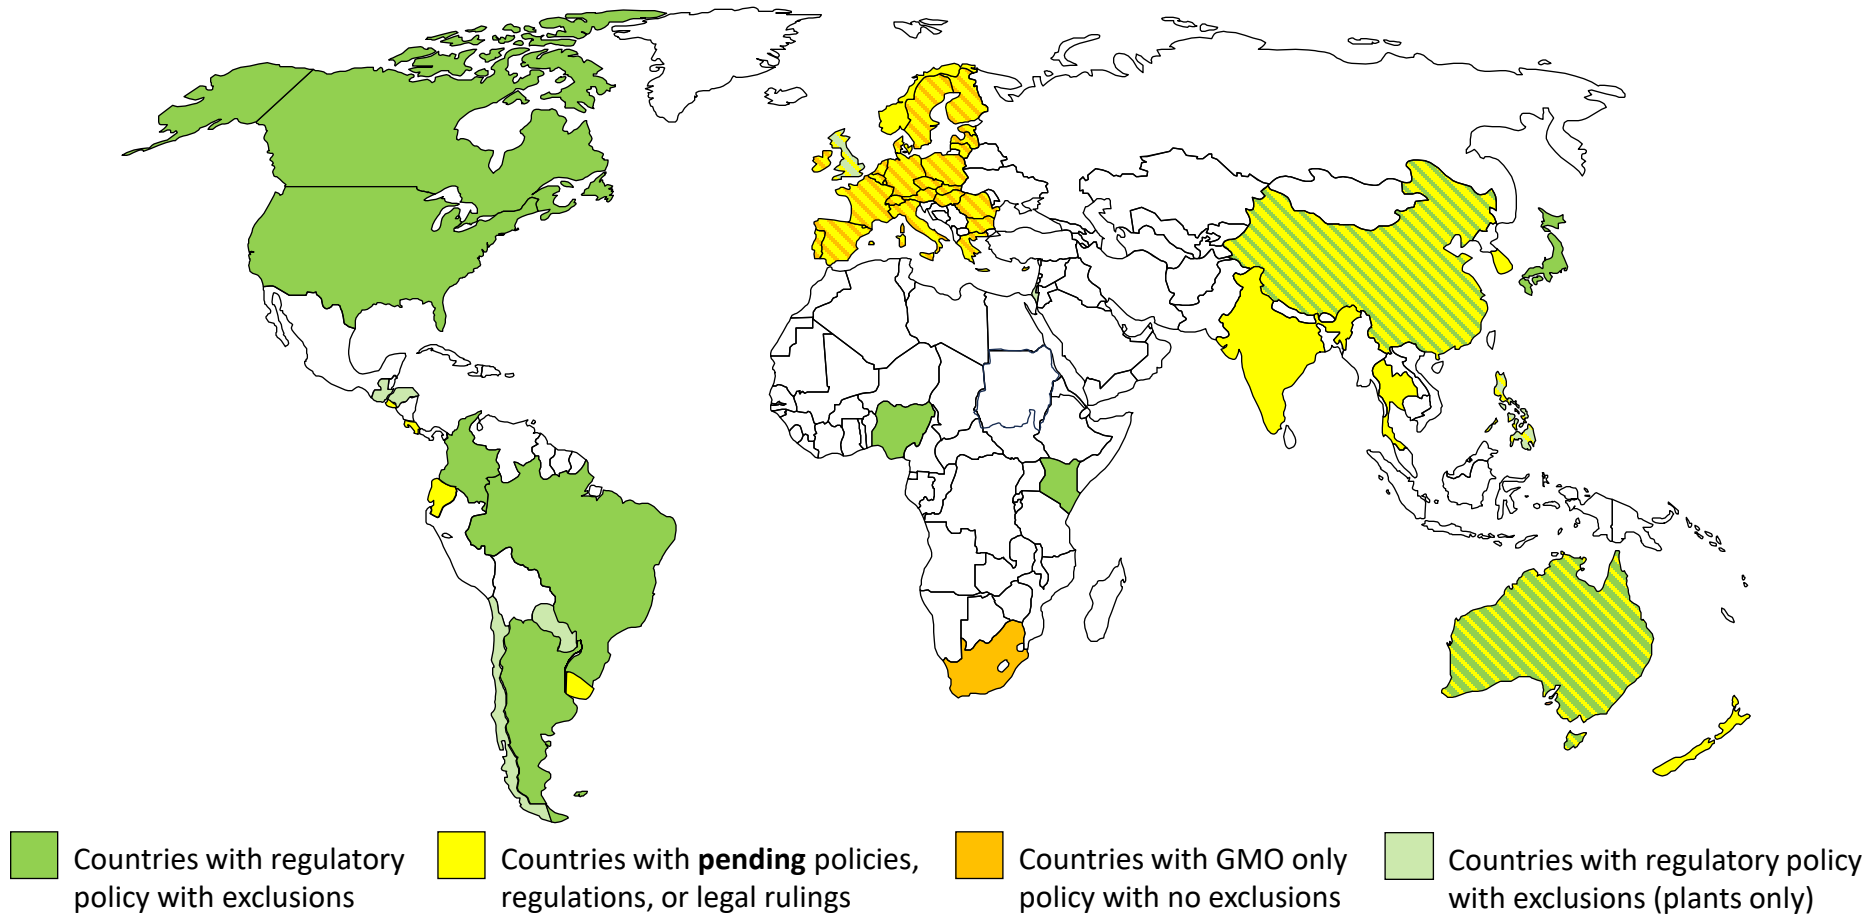 Countries with regulatory
policy with exclusions
Countries with pending policies,
regulations, or legal rulings
Countries with GMO only
policy with no exclusions
Countries with regulatory policy
with exclusions (plants only)